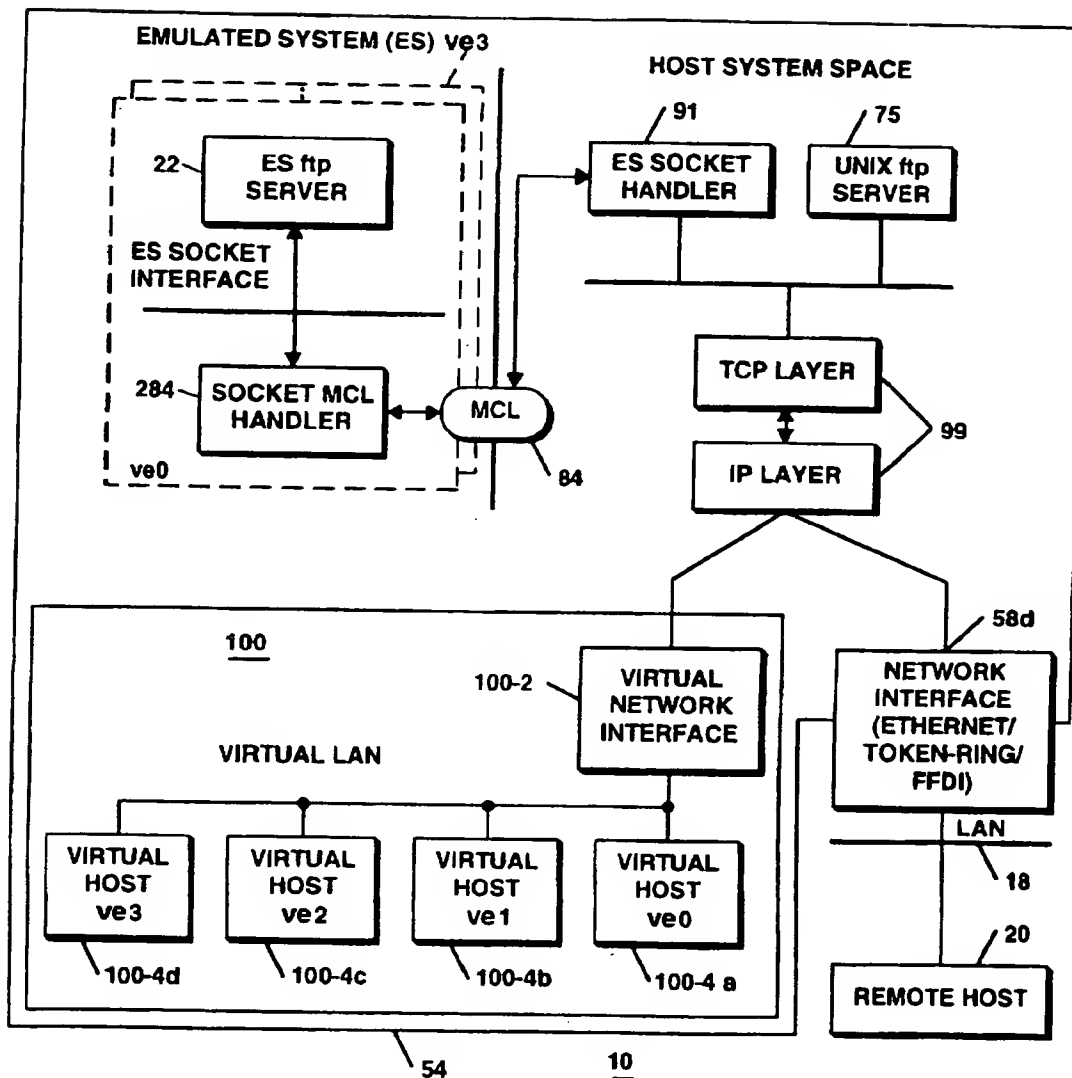 EMULATED SYSTEM (ES) ve3
HOST SYSTEM SPACE
91
75
22
ES ftp
SERVER
ES SOCKET
HANDLER
UNIX ftp
SERVER
ES SOCKET
INTERFACE
284
SOCKET MCL
HANDLER
MCL
84
ve0
TCP LAYER
99
IP LAYER
100
100-2
VIRTUAL
NETWORK
INTERFACE
58d
NETWORK
INTERFACE
(ETHERNET/
TOKEN-RING/
FFDI)
VIRTUAL LAN
LAN
18
VIRTUAL
HOST
ve3
VIRTUAL
HOST
ve2
VIRTUAL
HOST
ve1
VIRTUAL
HOST
ve0
100-4d
100-4c
100-4b
100-4 a
20
REMOTE HOST
54
10